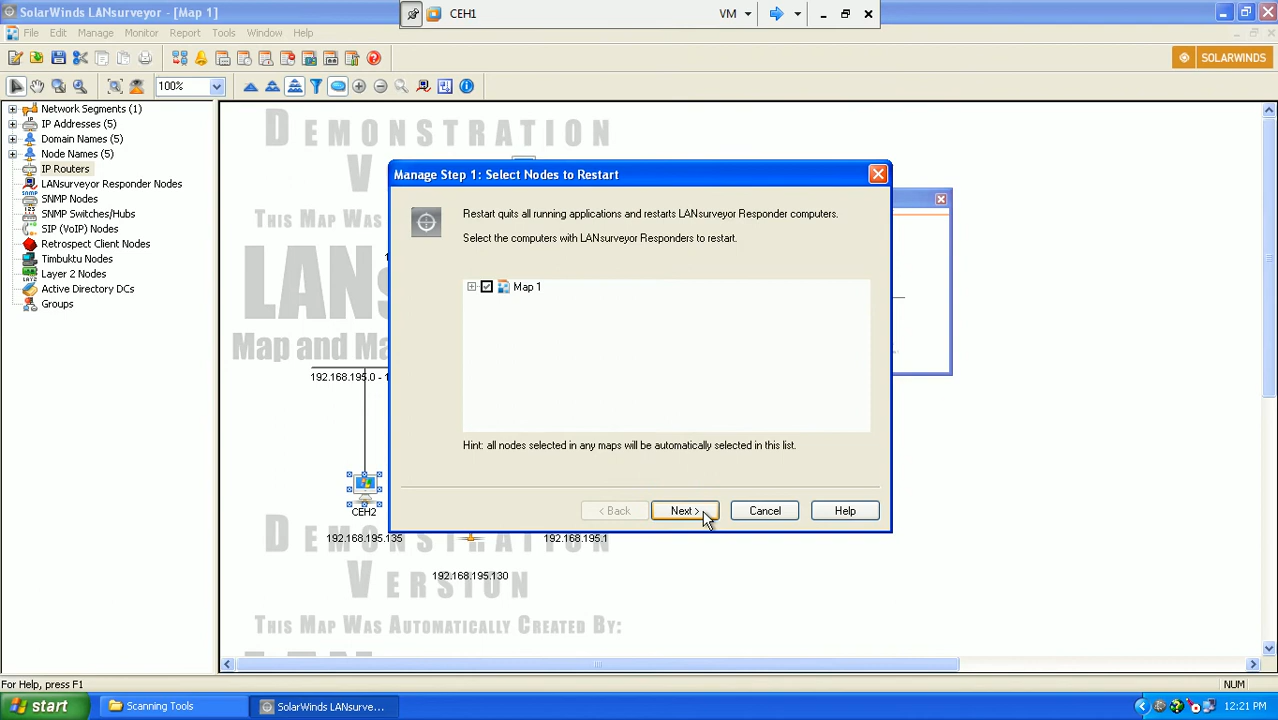 SolarWinds LANsurveyor - [Map 1]
CEH1
VM
File Edit Manage Monitor Report Tools Window Help
SOLARWINDS
100%
Network Segments (1)
IP Addresses (5)
Domain Names (5)
Node Names (5)
IP Routers
LANsurveyor Responder Nodes
SNMP Nodes
SNMP Switches/Hubs
SIP (VoIP) Nodes
Retrospect Client Nodes
Timbuktu Nodes
Layer 2 Nodes
Active Directory DCs
Groups
DEMONSTRATION
V
THIS MAP WAS
LANs
Map and Ma
192.168.195.0 - 1
CEH2
192.168.195.135
192.168.195.1
192.168.195.130
DEMONSTRATION
VERSION
THIS MAP WAS AUTOMATICALLY CREATED BY:
Manage Step 1: Select Nodes to Restart
Restart quits all running applications and restarts LANsurveyor Responder computers.
Select the computers with LANsurveyor Responders to restart.
Map 1
Hint: all nodes selected in any maps will be automatically selected in this list.
< Back Next > Cancel Help
For Help, press F1
NUM
start
Scanning Tools
SolarWinds LANsurve...
12:21 PM